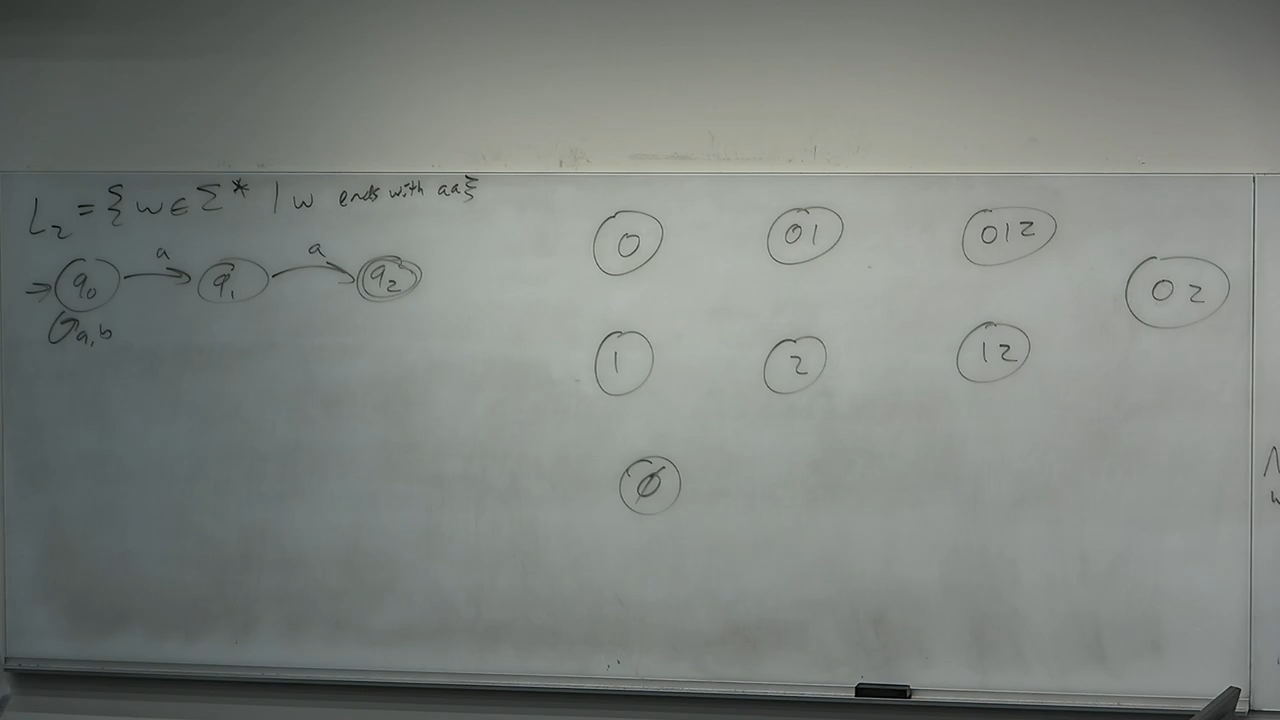 L₂ = { w ∈ Σ* | w ends with aa}
a a
→ q₀ q₁ q₂
a,b
0 01 012
02
1 2 12
∅